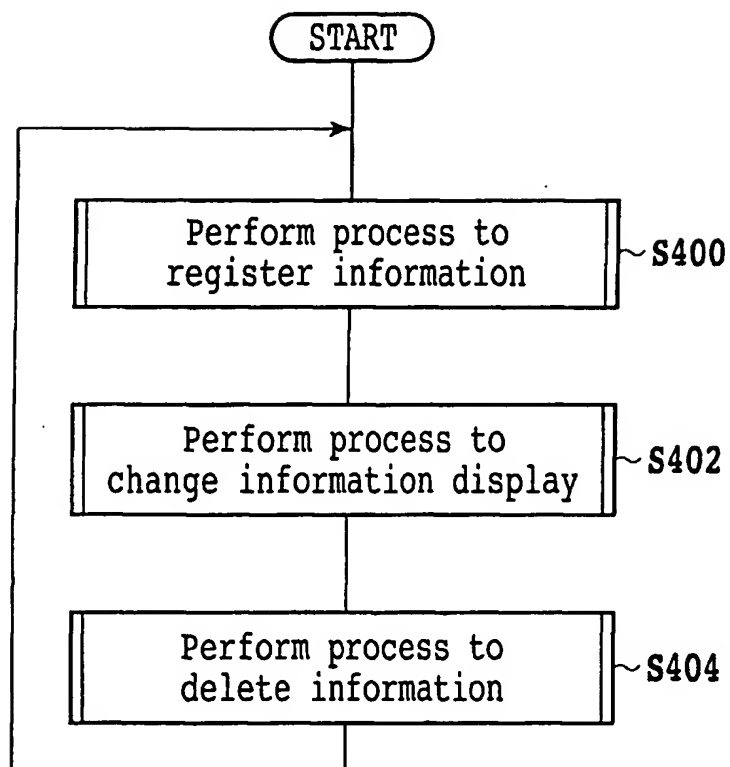 START
Perform process to
register information
S400
Perform process to
change information display
S402
Perform process to
delete information
S404